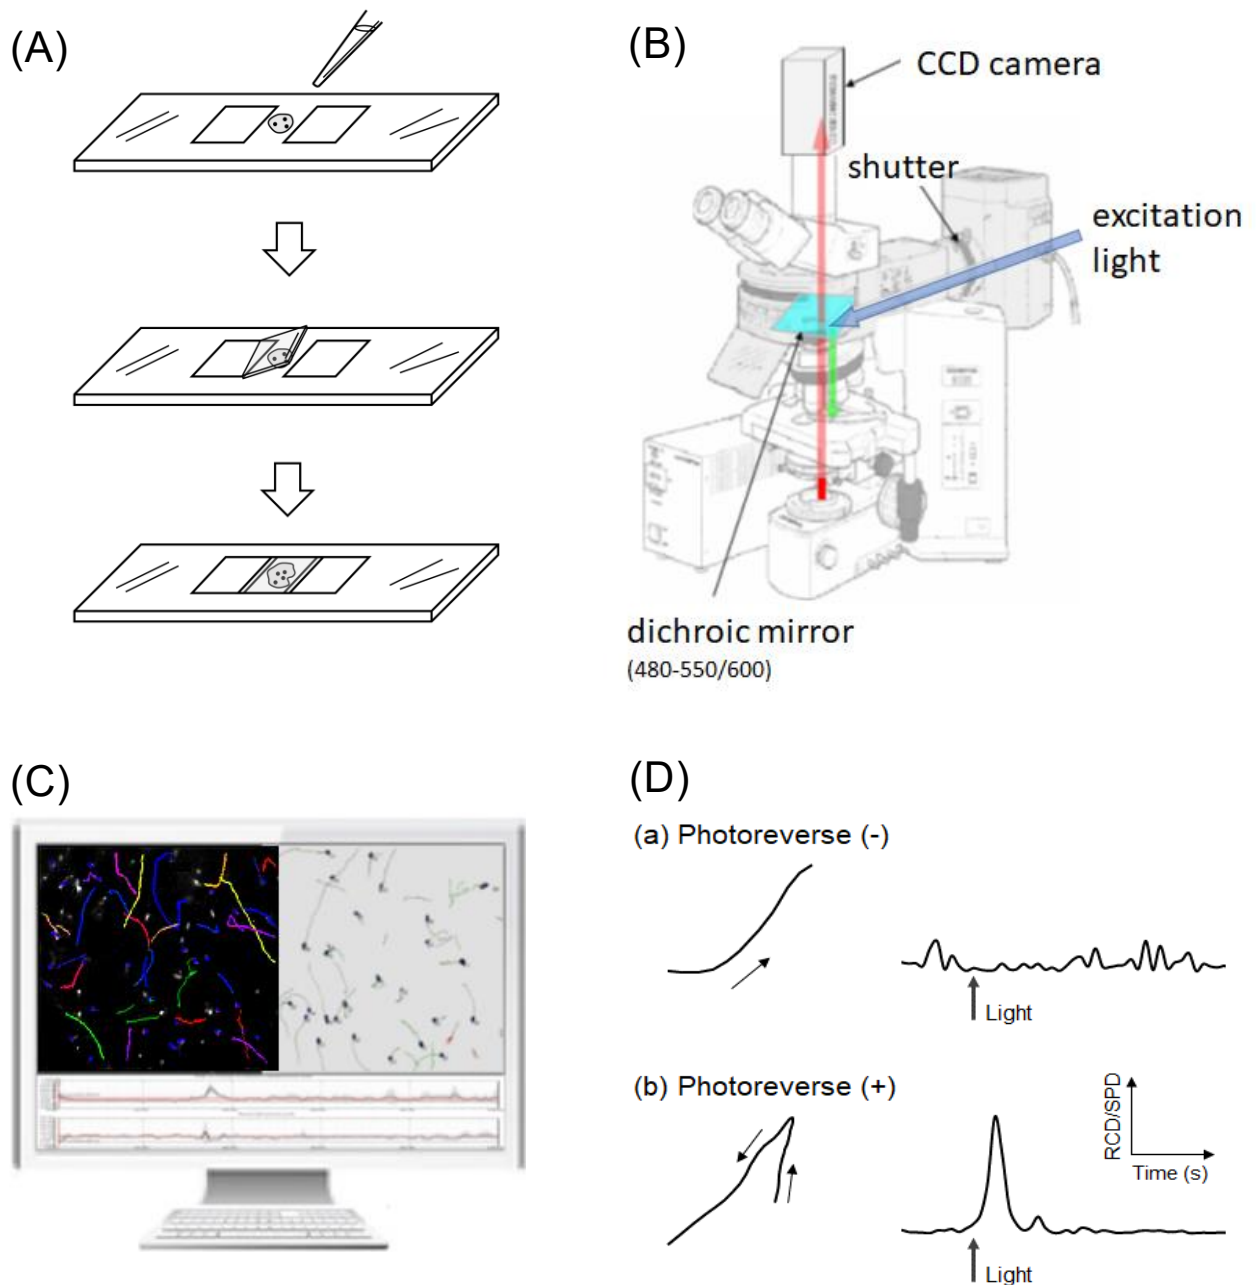 (A)
(B)
CCD camera
shutter
excitation
light
dichroic mirror
(480-550/600)
(C)
(D)
(a) Photoreverse (-)
Light
(b) Photoreverse (+)
RCD/SPD
Time (s)
Light